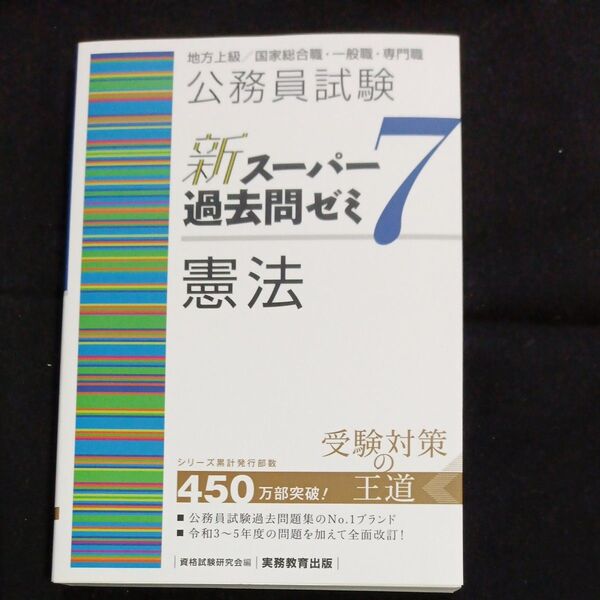 地方上級／国家総合職・一般職・専門職
公務員試験
新スーパー
過去問ゼミ7
憲法
受験対策
の
王道
シリーズ累計発行部数
450万部突破!
■公務員試験過去問題集のNo.1ブランド
■令和3～5年度の問題を加えて全面改訂!
資格試験研究会編 実務教育出版